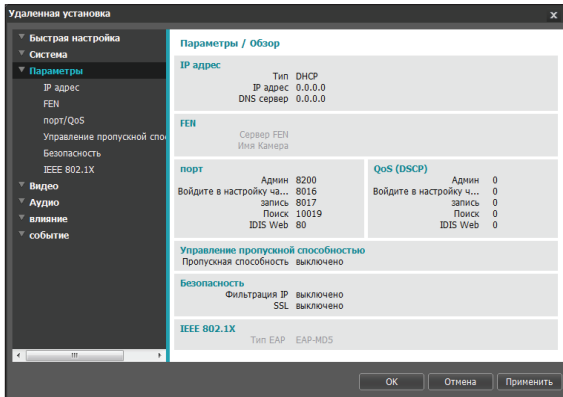 Удаленная установка
x
Быстрая настройка
Система
Параметры
IP адрес
FEN
порт/QoS
Управление пропускной спо
Безопасность
IEEE 802.1X
Видео
Аудио
влияние
событие
Параметры / Обзор
IP адрес
Тип DHCP
IP адрес 0.0.0.0
DNS сервер 0.0.0.0
FEN
Сервер FEN
Имя Камера
порт
Админ 8200
Войдите в настройку ча... 8016
запись 8017
Поиск 10019
IDIS Web 80
QoS (DSCP)
Админ 0
Войдите в настройку ч... 0
запись 0
Поиск 0
IDIS Web 0
Управление пропускной способностью
Пропускная способность выключено
Безопасность
Фильтрация IP выключено
SSL выключено
IEEE 802.1X
Тип EAP EAP-MD5
OK
Отмена
Применить